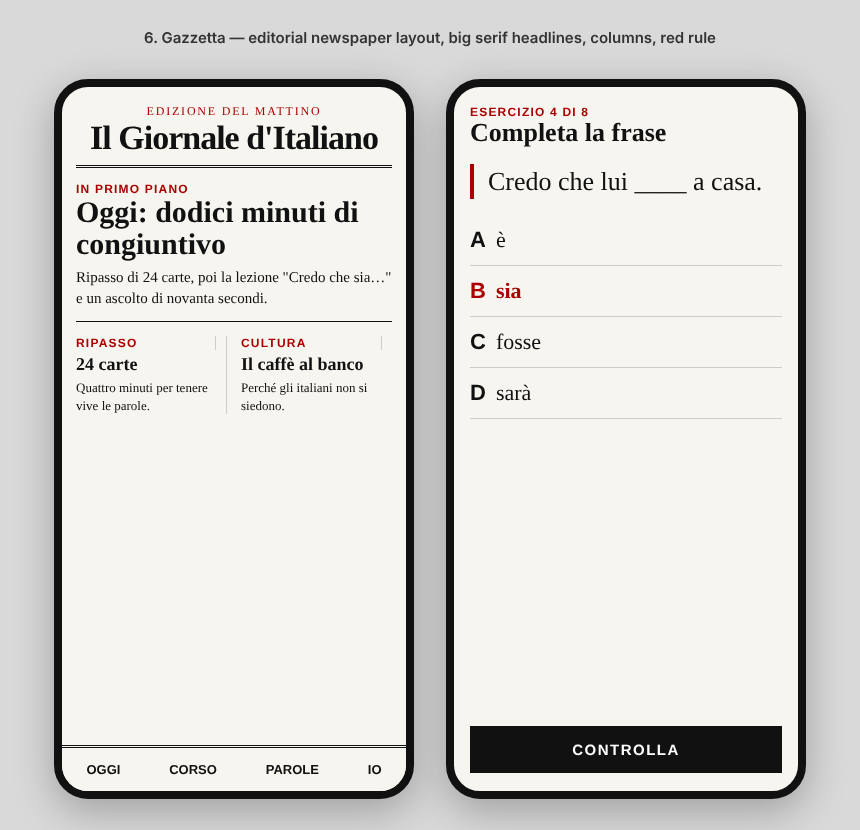 6. Gazzetta — editorial newspaper layout, big serif headlines, columns, red rule
EDIZIONE DEL MATTINO
Il Giornale d'Italiano
IN PRIMO PIANO
Oggi: dodici minuti di
congiuntivo
Ripasso di 24 carte, poi la lezione "Credo che sia…"
e un ascolto di novanta secondi.
RIPASSO
24 carte
Quattro minuti per tenere
vive le parole.
CULTURA
Il caffè al banco
Perché gli italiani non si
siedono.
OGGI CORSO PAROLE IO
ESERCIZIO 4 DI 8
Completa la frase
Credo che lui ____ a casa.
A è
B sia
C fosse
D sarà
CONTROLLA